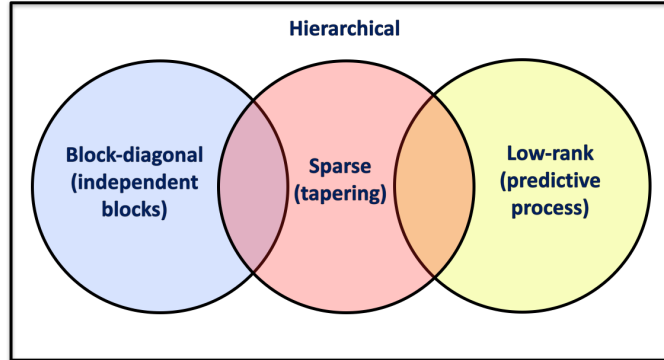 Hierarchical
Block-diagonal
(independent
blocks)
Sparse
(tapering)
Low-rank
(predictive
process)